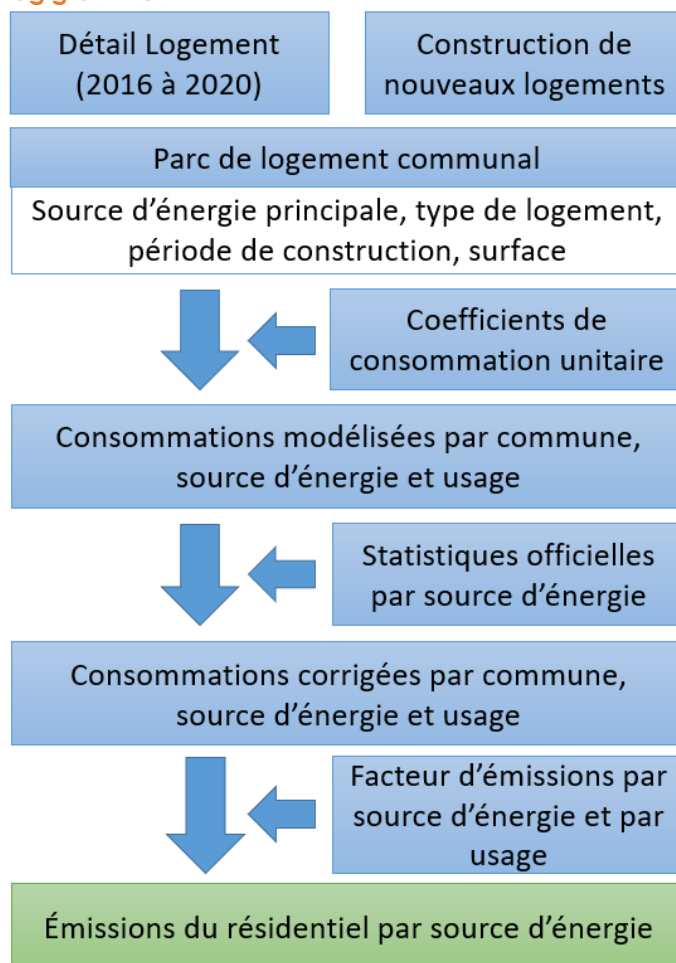 Détail Logement
(2016 à 2020)
Construction de
nouveaux logements
Parc de logement communal
Source d'énergie principale, type de logement,
période de construction, surface
Coefficients de
consommation unitaire
Consommations modélisées par commune,
source d'énergie et usage
Statistiques officielles
par source d'énergie
Consommations corrigées par commune,
source d'énergie et usage
Facteur d'émissions par
source d'énergie et par
usage
Émissions du résidentiel par source d'énergie